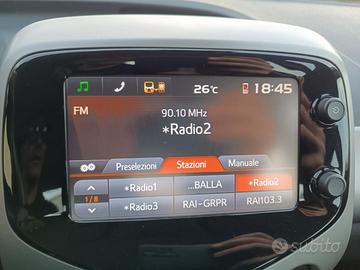 26°C
18:45
FM
90.10 MHz
*Radio2
Preselezioni
Stazioni
Manuale
*Radio1
...BALLA
*Radio2
1/8
*Radio3
RAI-GRPR
RAI103.3
subito